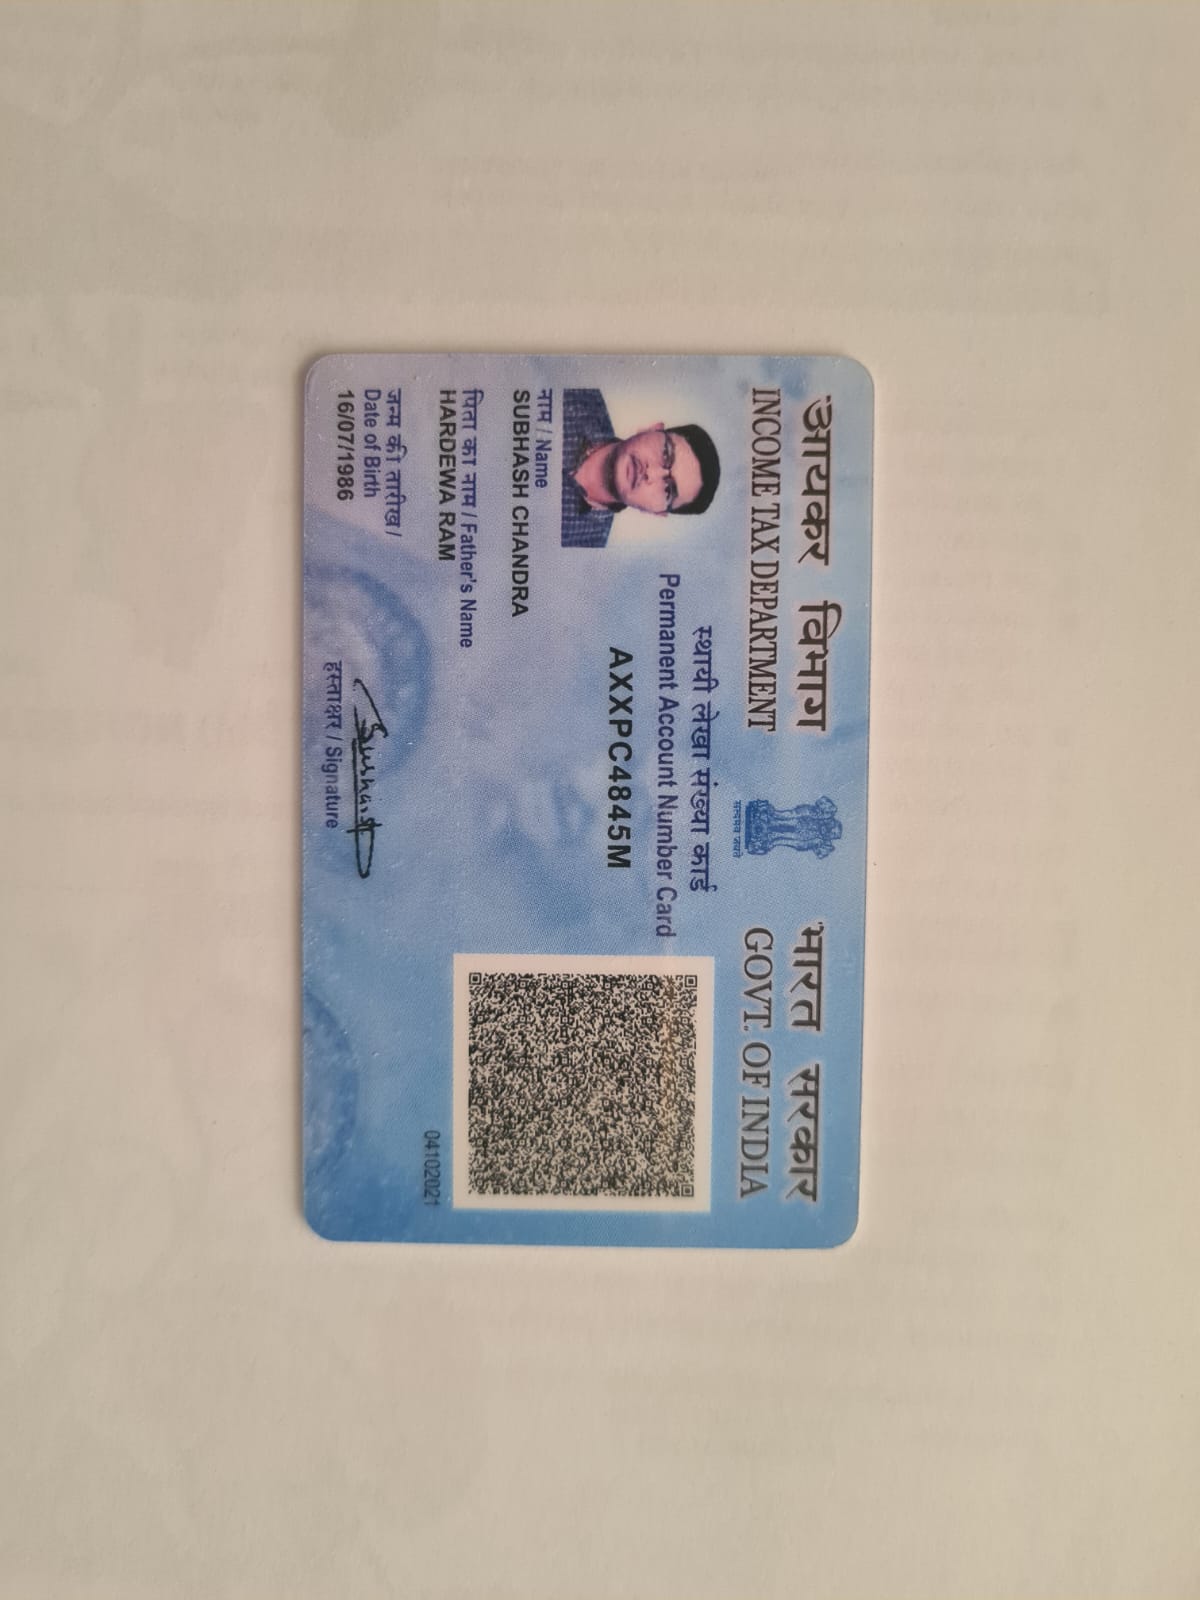 आयकर विभाग
INCOME TAX DEPARTMENT
सत्यमेव जयते
भारत सरकार
GOVT. OF INDIA
स्थायी लेखा संख्या कार्ड
Permanent Account Number Card
AXXPC4845M
नाम / Name
SUBHASH CHANDRA
पिता का नाम / Father's Name
HARDEWA RAM
जन्म की तारीख /
Date of Birth
16/07/1986
हस्ताक्षर / Signature
04102021